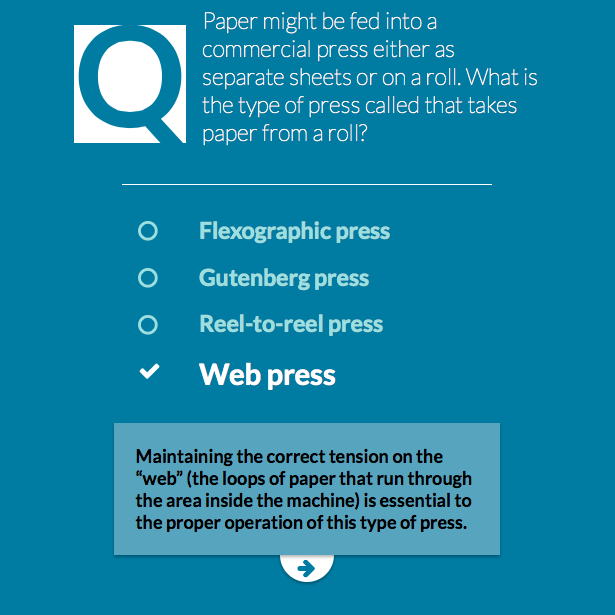 Q
Paper might be fed into a
commercial press either as
separate sheets or on a roll. What is
the type of press called that takes
paper from a roll?
Flexographic press
Gutenberg press
Reel-to-reel press
Web press
Maintaining the correct tension on the
“web” (the loops of paper that run through
the area inside the machine) is essential to
the proper operation of this type of press.